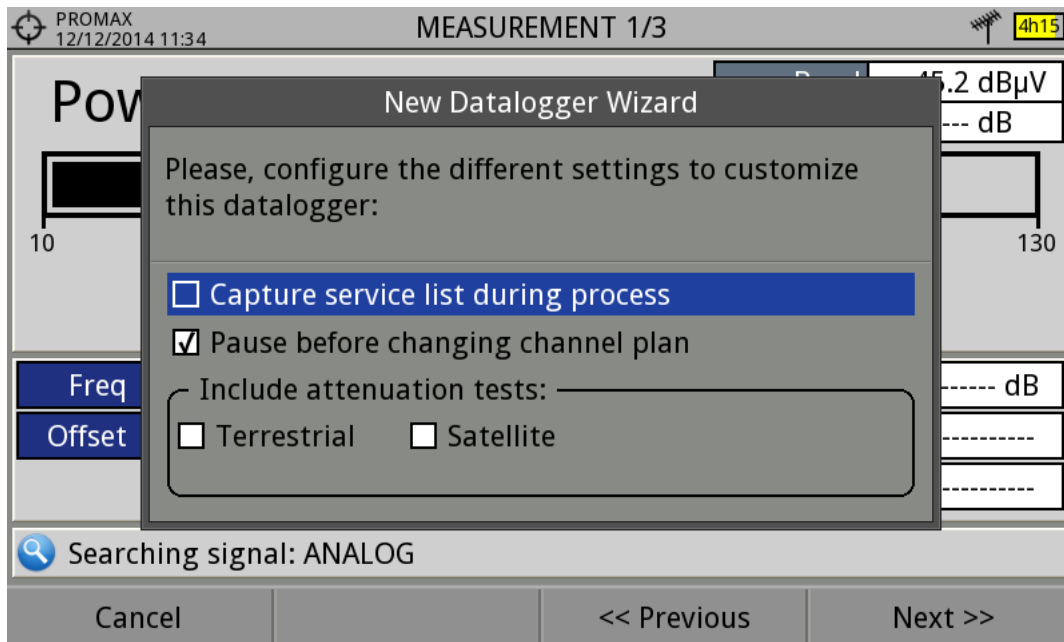 PROMAX
12/12/2014 11:34
MEASUREMENT 1/3
4h15
.2 dBµV
--- dB
New Datalogger Wizard
Please, configure the different settings to customize
this datalogger:
10
130
Capture service list during process
Pause before changing channel plan
Include attenuation tests:
Terrestrial
Satellite
Freq
------ dB
Offset
----------
----------
Searching signal: ANALOG
Cancel
<< Previous
Next >>